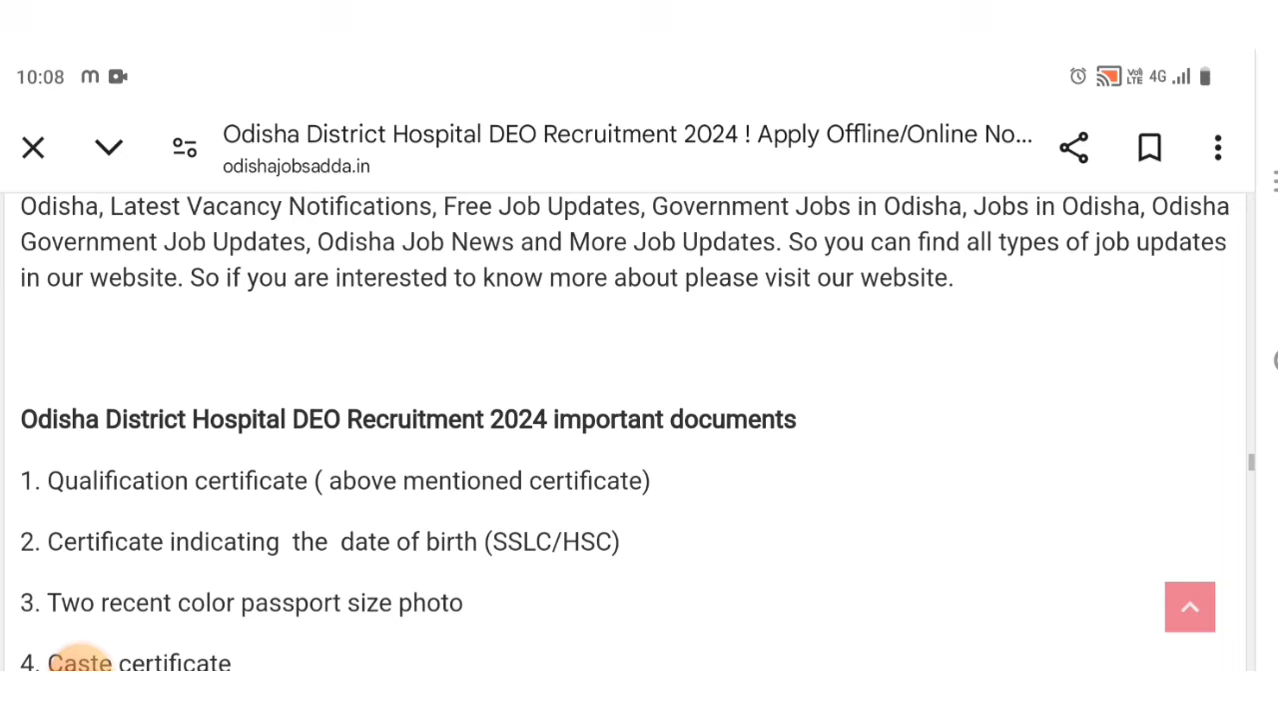 10:08 m Vo) LTE 4G
Odisha District Hospital DEO Recruitment 2024 ! Apply Offline/Online No...
odishajobsadda.in
Odisha, Latest Vacancy Notifications, Free Job Updates, Government Jobs in Odisha, Jobs in Odisha, Odisha
Government Job Updates, Odisha Job News and More Job Updates. So you can find all types of job updates
in our website. So if you are interested to know more about please visit our website.
Odisha District Hospital DEO Recruitment 2024 important documents
1. Qualification certificate ( above mentioned certificate)
2. Certificate indicating the date of birth (SSLC/HSC)
3. Two recent color passport size photo
4. Caste certificate